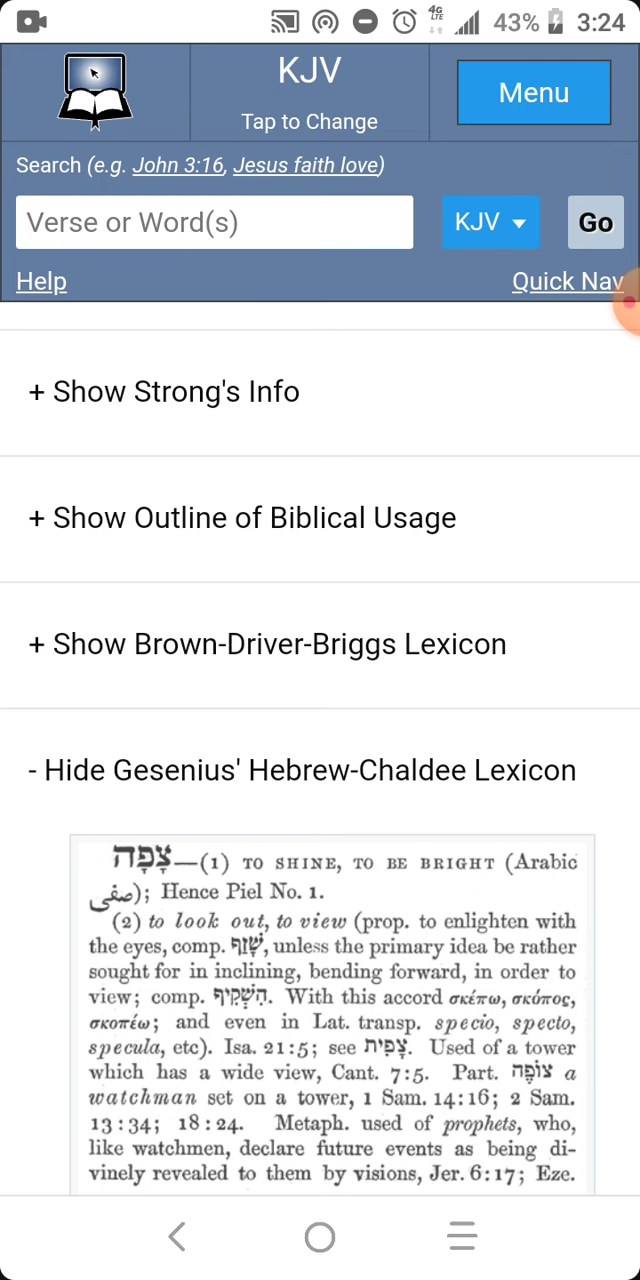 4G
LTE
43%
3:24
KJV
Tap to Change
Menu
Search (e.g. John 3:16, Jesus faith love)
Verse or Word(s)
KJV
Go
Help
Quick Nav
+ Show Strong's Info
+ Show Outline of Biblical Usage
+ Show Brown-Driver-Briggs Lexicon
- Hide Gesenius' Hebrew-Chaldee Lexicon
צָפָה—(1) TO SHINE, TO BE BRIGHT (Arabic
صفى); Hence Piel No. 1.
(2) to look out, to view (prop. to enlighten with
the eyes, comp. שָׁזַף, unless the primary idea be rather
sought for in inclining, bending forward, in order to
view; comp. הִשְׁקִיף. With this accord σκέπω, σκόπος,
σκοπέω; and even in Lat. transp. specio, specto,
specula, etc). Isa. 21:5; see צָפִית. Used of a tower
which has a wide view, Cant. 7:5. Part. צוֹפֶה a
watchman set on a tower, 1 Sam. 14:16; 2 Sam.
13:34; 18:24. Metaph. used of prophets, who,
like watchmen, declare future events as being di-
vinely revealed to them by visions, Jer. 6:17; Eze.